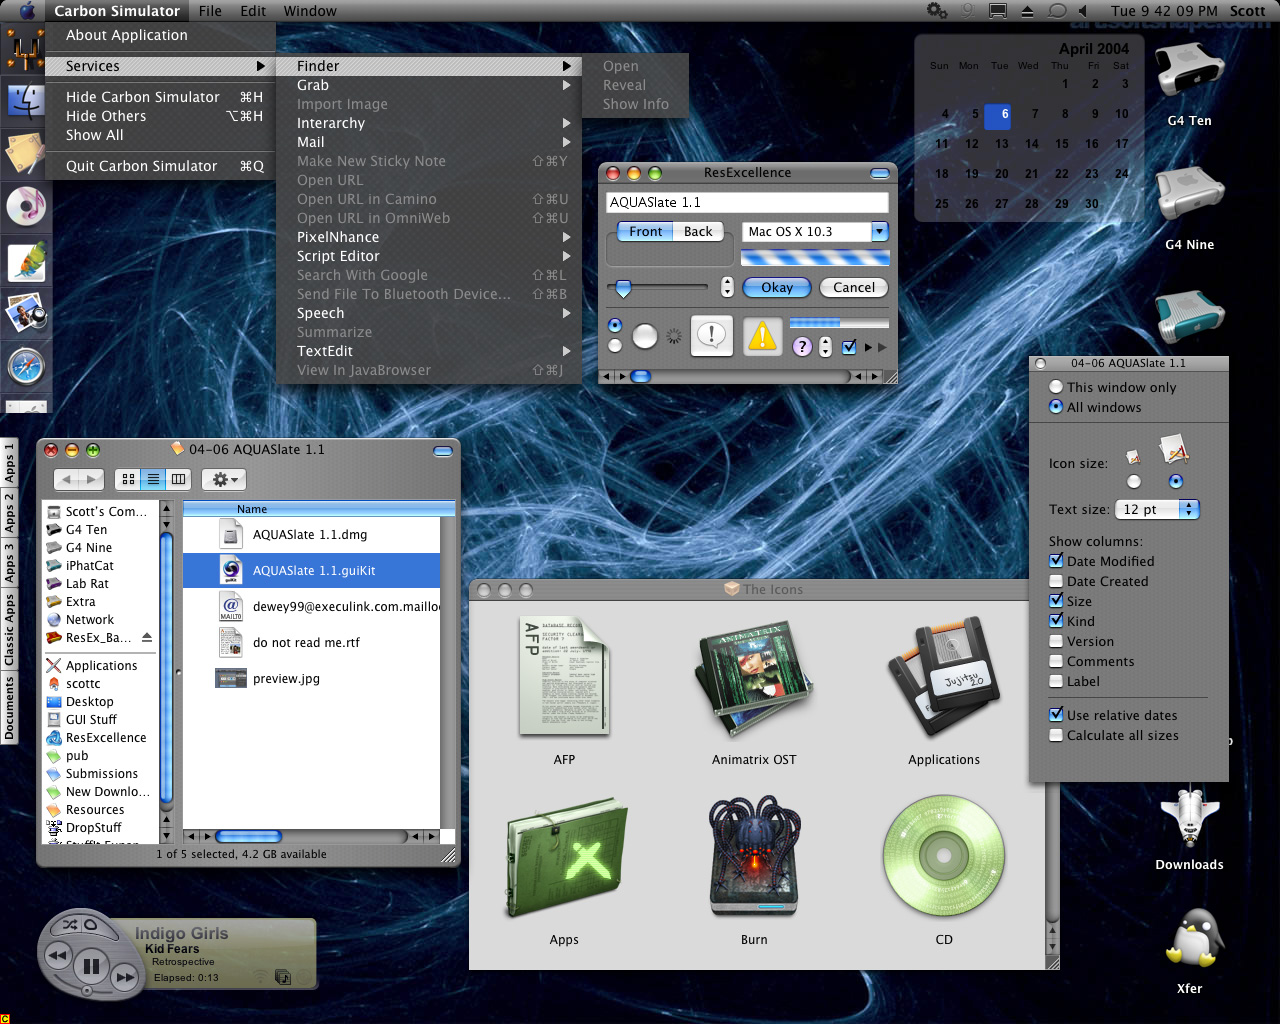 Carbon Simulator File Edit Window
Tue 9 42 09 PM Scott
About Application
Services
Hide Carbon Simulator ⌘H
Hide Others ⌥⌘H
Show All
Quit Carbon Simulator ⌘Q
Finder
Grab
Import Image
Interarchy
Mail
Make New Sticky Note ⇧⌘Y
Open URL
Open URL in Camino ⇧⌘U
Open URL in OmniWeb ⇧⌘U
PixelNhance
Script Editor
Search With Google ⇧⌘L
Send File To Bluetooth Device... ⇧⌘B
Speech
Summarize
TextEdit
View In JavaBrowser ⇧⌘J
Open
Reveal
Show Info
April 2004
Sun Mon Tue Wed Thu Fri Sat
1 2 3
4 5 6 7 8 9 10
11 12 13 14 15 16 17
18 19 20 21 22 23 24
25 26 27 28 29 30
G4 Ten
G4 Nine
ResExcellence
AQUASlate 1.1
Front Back
Mac OS X 10.3
Okay Cancel
04-06 AQUASlate 1.1
This window only
All windows
Icon size:
Text size: 12 pt
Show columns:
Date Modified
Date Created
Size
Kind
Version
Comments
Label
Use relative dates
Calculate all sizes
Apps 1
Apps 2
Apps 3
Classic Apps
Documents
04-06 AQUASlate 1.1
Scott's Com...
G4 Ten
G4 Nine
iPhatCat
Lab Rat
Extra
Network
ResEx_Ba...
Applications
scottc
Desktop
GUI Stuff
ResExcellence
pub
Submissions
New Downlo...
Resources
DropStuff
Name
AQUASlate 1.1.dmg
AQUASlate 1.1.guiKit
dewey99@execulink.com.mailloc
do not read me.rtf
preview.jpg
1 of 5 selected, 4.2 GB available
The Icons
AFP
Animatrix OST
Applications
Apps
Burn
CD
AFP
ANIMATRIX
Jujitsu
2.0
Downloads
Xfer
Indigo Girls
Kid Fears
Retrospective
Elapsed: 0:13